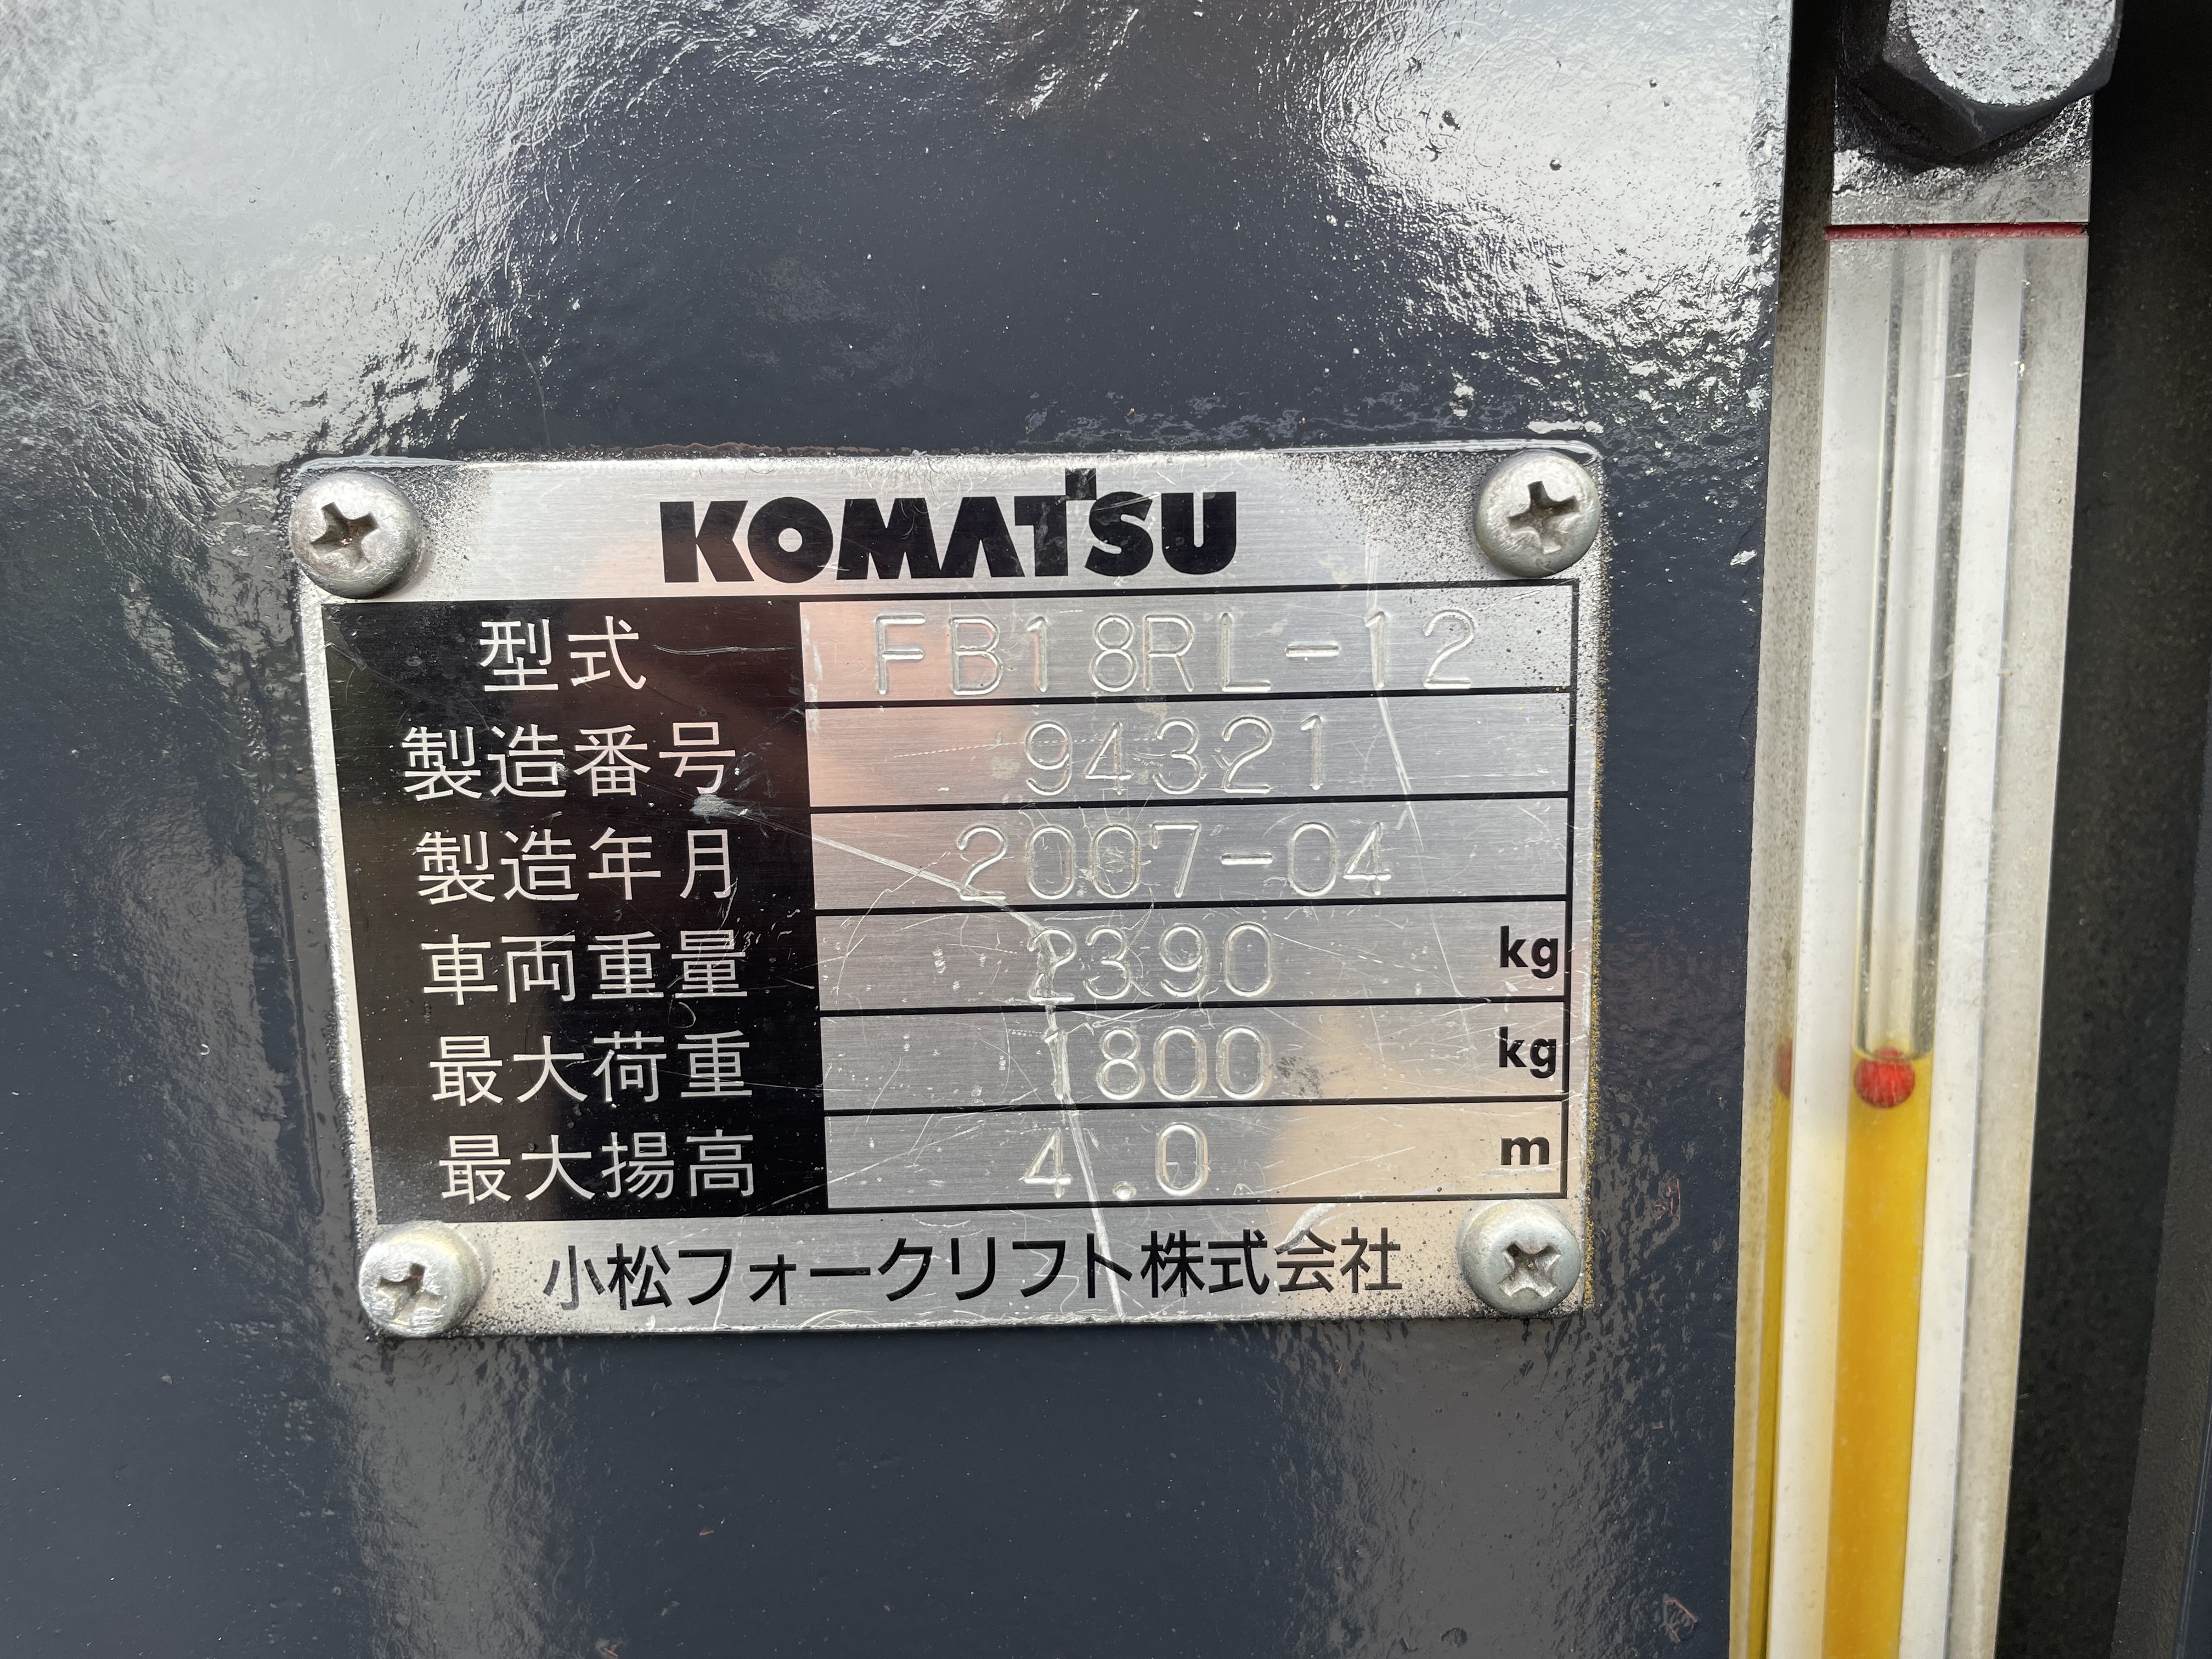 KOMATSU
型式 FB18RL-12
製造番号 94321
製造年月 2007-04
車両重量 2390 kg
最大荷重 1800 kg
最大揚高 4.0 m
小松フォークリフト株式会社